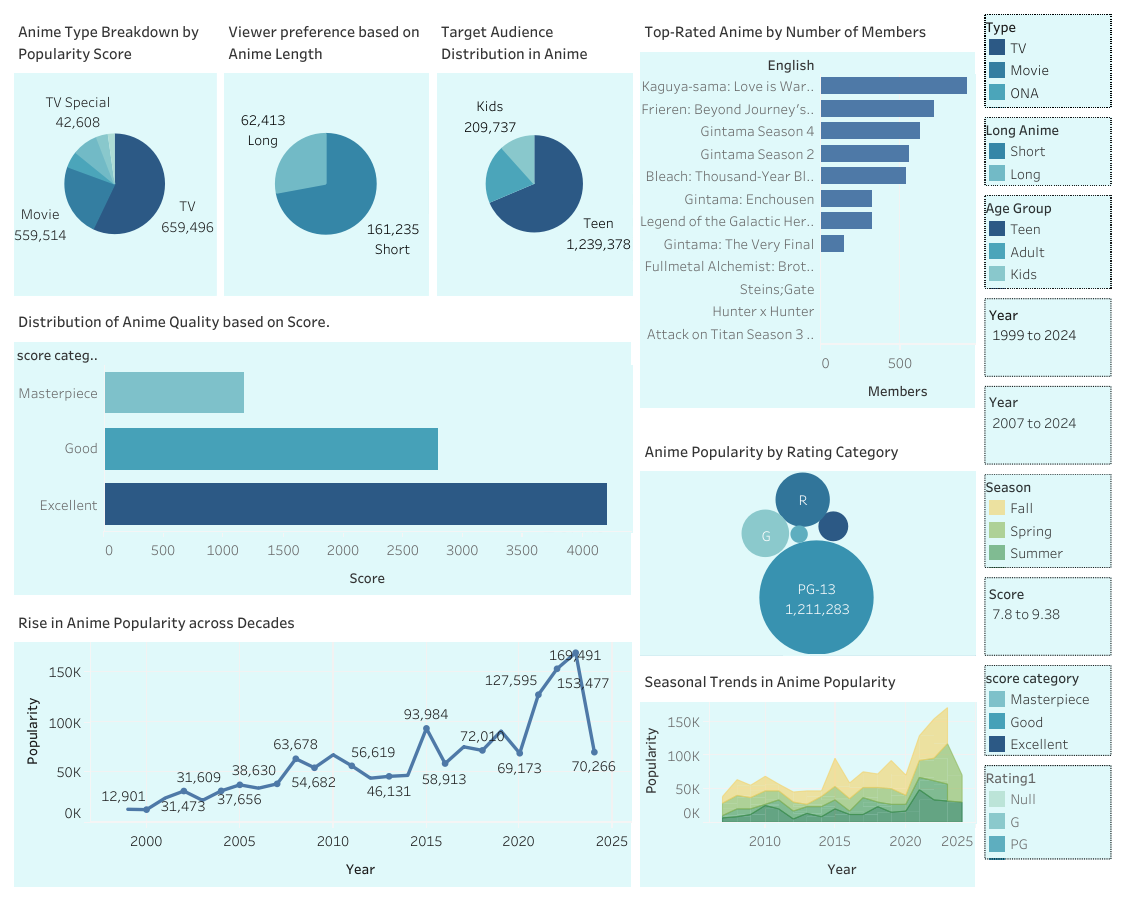 Anime Type Breakdown by
Popularity Score
TV Special
42,608
Movie
559,514
TV
659,496
Viewer preference based on
Anime Length
62,413
Long
161,235
Short
Target Audience
Distribution in Anime
Kids
209,737
Teen
1,239,378
Top-Rated Anime by Number of Members
English
Kaguya-sama: Love is War..
Frieren: Beyond Journey's..
Gintama Season 4
Gintama Season 2
Bleach: Thousand-Year Bl..
Gintama: Enchousen
Legend of the Galactic Her..
Gintama: The Very Final
Fullmetal Alchemist: Brot..
Steins;Gate
Hunter x Hunter
Attack on Titan Season 3 ..
0 500
Members
Distribution of Anime Quality based on Score.
score categ..
Masterpiece
Good
Excellent
0 500 1000 1500 2000 2500 3000 3500 4000
Score
Anime Popularity by Rating Category
R
G
PG-13
1,211,283
Rise in Anime Popularity across Decades
Popularity
150K
100K
50K
0K
12,901
31,473
31,609
37,656
38,630
63,678
54,682
56,619
46,131
93,984
58,913
72,010
69,173
127,595
153,477
169,491
70,266
2000 2005 2010 2015 2020 2025
Year
Seasonal Trends in Anime Popularity
Popularity
150K
100K
50K
0K
2010 2015 2020 2025
Year
Type
TV
Movie
ONA
Long Anime
Short
Long
Age Group
Teen
Adult
Kids
Year
1999 to 2024
Year
2007 to 2024
Season
Fall
Spring
Summer
Score
7.8 to 9.38
score category
Masterpiece
Good
Excellent
Rating1
Null
G
PG